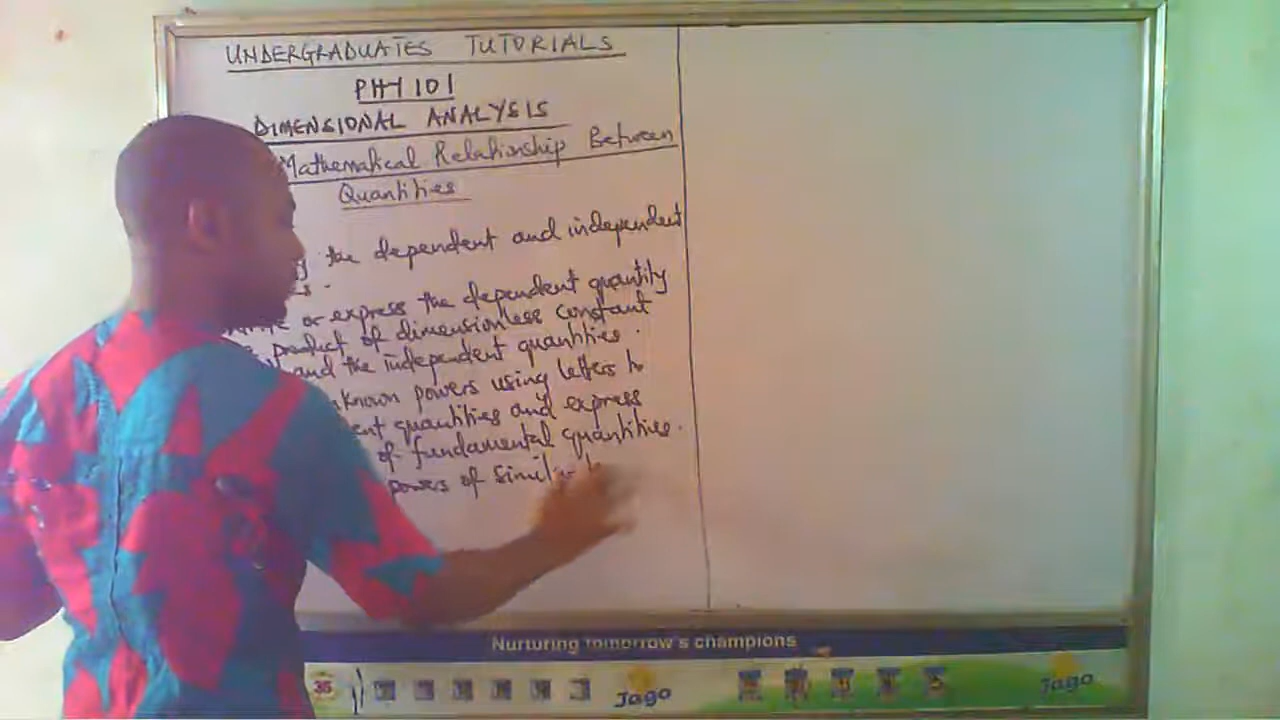 UNDERGRADUATES TUTORIALS
PHY 101
DIMENSIONAL ANALYSIS
Mathematical Relationship Between
Quantities
the dependent and independent
or express the dependent quantity
product of dimensionless constant
and the independent quantities.
known powers using letters to
quantities and express
of fundamental quantities.
powers of
Nurturing tomorrow's champions
36
Jago
Jago